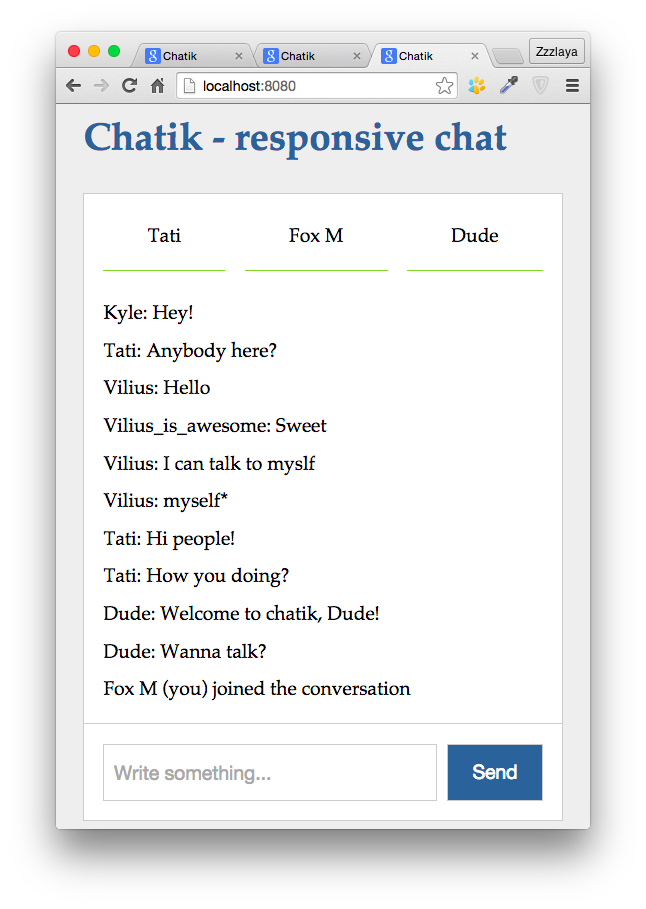 Chatik Chatik Chatik Zzzlaya
localhost:8080
Chatik - responsive chat
Tati Fox M Dude
Kyle: Hey!
Tati: Anybody here?
Vilius: Hello
Vilius_is_awesome: Sweet
Vilius: I can talk to myslf
Vilius: myself*
Tati: Hi people!
Tati: How you doing?
Dude: Welcome to chatik, Dude!
Dude: Wanna talk?
Fox M (you) joined the conversation
Write something... Send